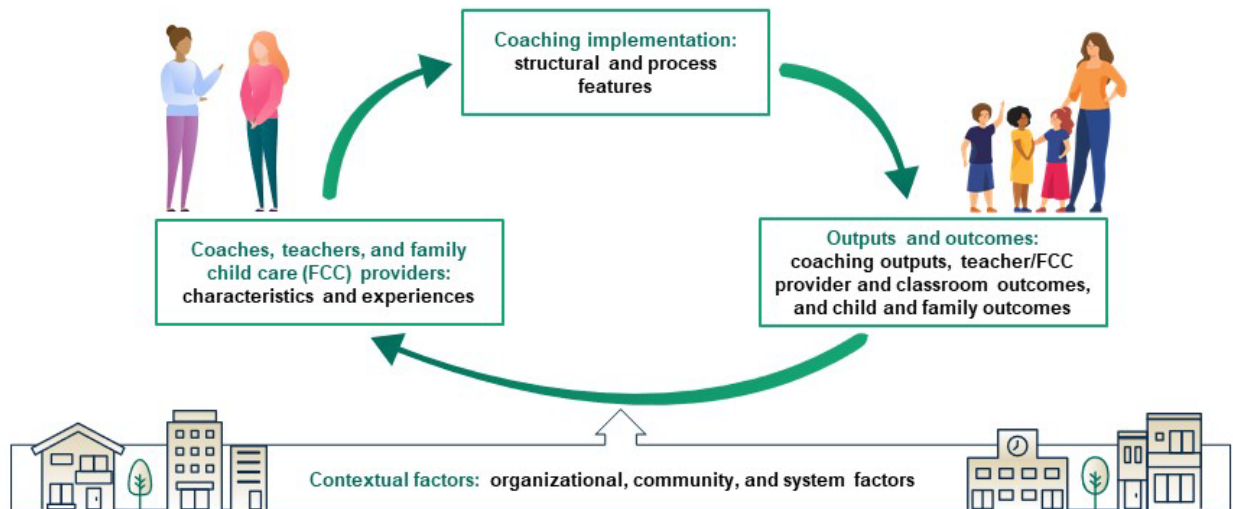 Coaching implementation:
structural and process
features
Coaches, teachers, and family
child care (FCC) providers:
characteristics and experiences
Outputs and outcomes:
coaching outputs, teacher/FCC
provider and classroom outcomes,
and child and family outcomes
Contextual factors: organizational, community, and system factors